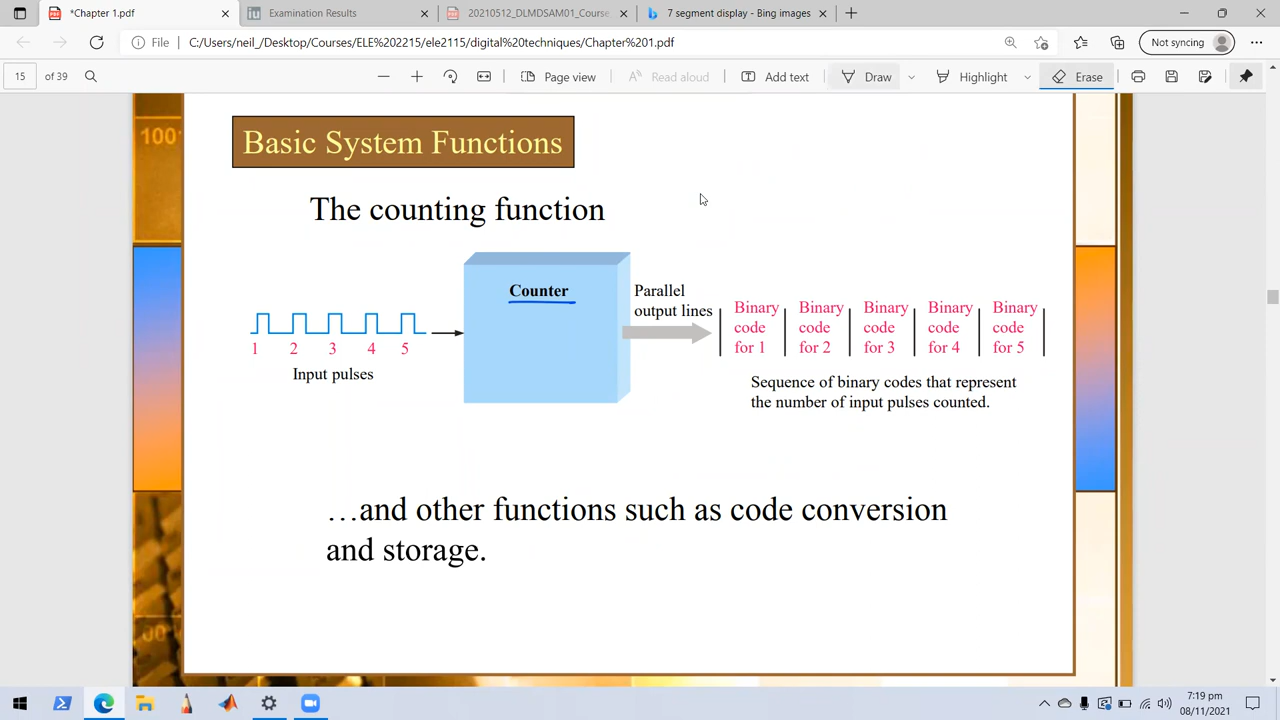 *Chapter 1.pdf
Examination Results
20210512_DLMDSAM01_Course
7 segment display - Bing images
File
C:/Users/neil_/Desktop/Courses/ELE%202215/ele2115/digital%20techniques/Chapter%201.pdf
Not syncing
15 of 39
Page view
Read aloud
Add text
Draw
Highlight
Erase
100
Basic System Functions
The counting function
Counter
Parallel
output lines
1 2 3 4 5
Input pulses
Binary code for 1
Binary code for 2
Binary code for 3
Binary code for 4
Binary code for 5
Sequence of binary codes that represent
the number of input pulses counted.
…and other functions such as code conversion
and storage.
7:19 pm
08/11/2021